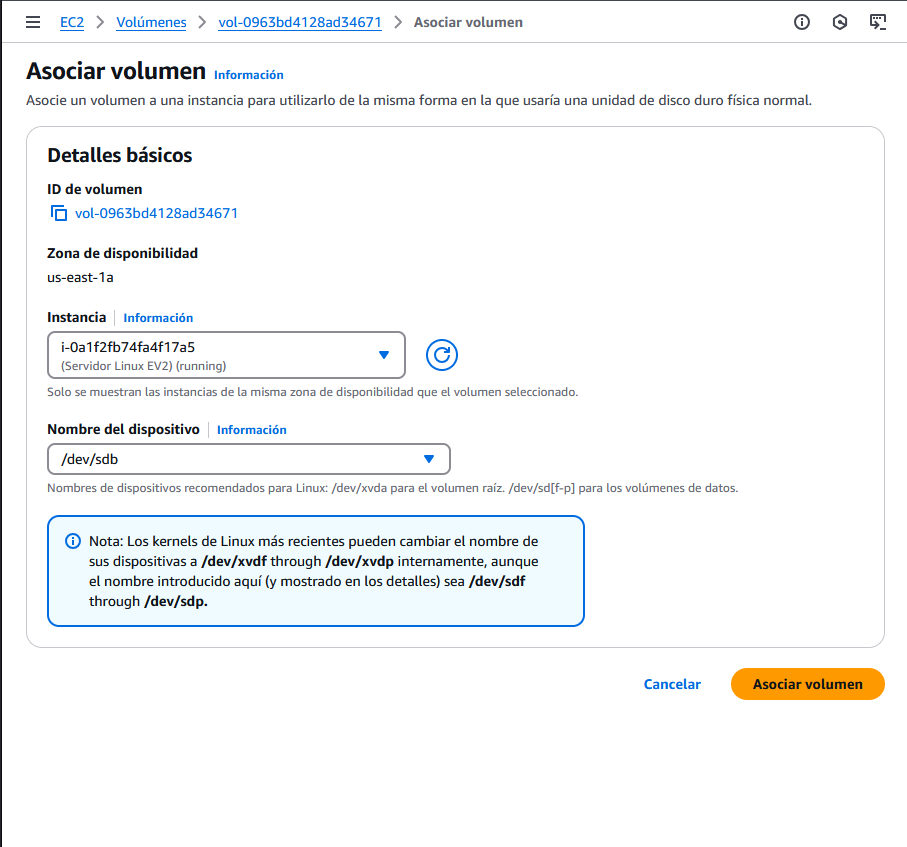 EC2 > Volúmenes > vol-0963bd4128ad34671 > Asociar volumen
Asociar volumen Información
Asocie un volumen a una instancia para utilizarlo de la misma forma en la que usaría una unidad de disco duro física normal.
Detalles básicos
ID de volumen
vol-0963bd4128ad34671
Zona de disponibilidad
us-east-1a
Instancia | Información
i-0a1f2fb74fa4f17a5
(Servidor Linux EV2) (running)
Solo se muestran las instancias de la misma zona de disponibilidad que el volumen seleccionado.
Nombre del dispositivo | Información
/dev/sdb
Nombres de dispositivos recomendados para Linux: /dev/xvda para el volumen raíz. /dev/sd[f-p] para los volúmenes de datos.
Nota: Los kernels de Linux más recientes pueden cambiar el nombre de
sus dispositivas a /dev/xvdf through /dev/xvdp internamente, aunque
el nombre introducido aquí (y mostrado en los detalles) sea /dev/sdf
through /dev/sdp.
Cancelar
Asociar volumen